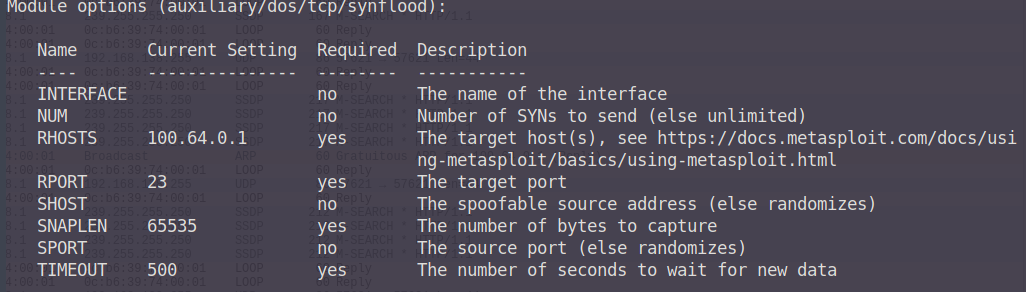 Module options (auxiliary/dos/tcp/synflood):
Name Current Setting Required Description
---- --------------- -------- -----------
INTERFACE no The name of the interface
NUM no Number of SYNs to send (else unlimited)
RHOSTS 100.64.0.1 yes The target host(s), see https://docs.metasploit.com/docs/usi
ng-metasploit/basics/using-metasploit.html
RPORT 23 yes The target port
SHOST no The spoofable source address (else randomizes)
SNAPLEN 65535 yes The number of bytes to capture
SPORT no The source port (else randomizes)
TIMEOUT 500 yes The number of seconds to wait for new data